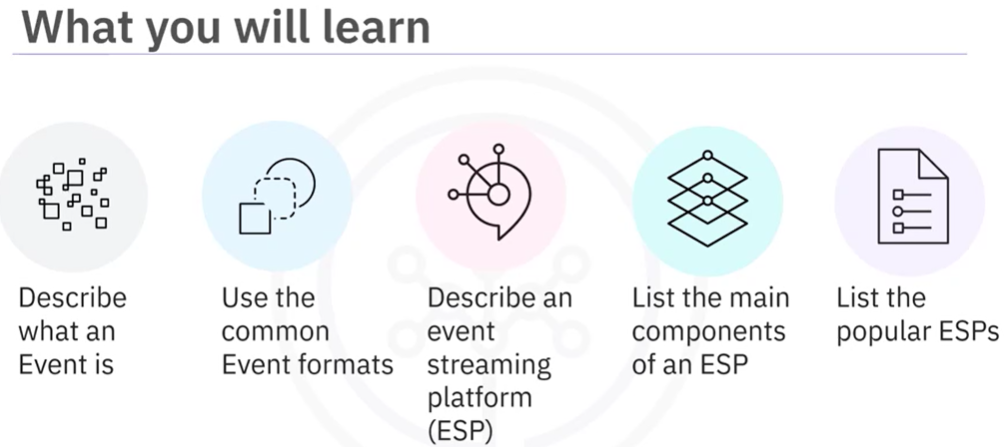 What you will learn
Describe
what an
Event is
Use the
common
Event formats
Describe an
event
streaming
platform
(ESP)
List the main
components
of an ESP
List the
popular ESPs